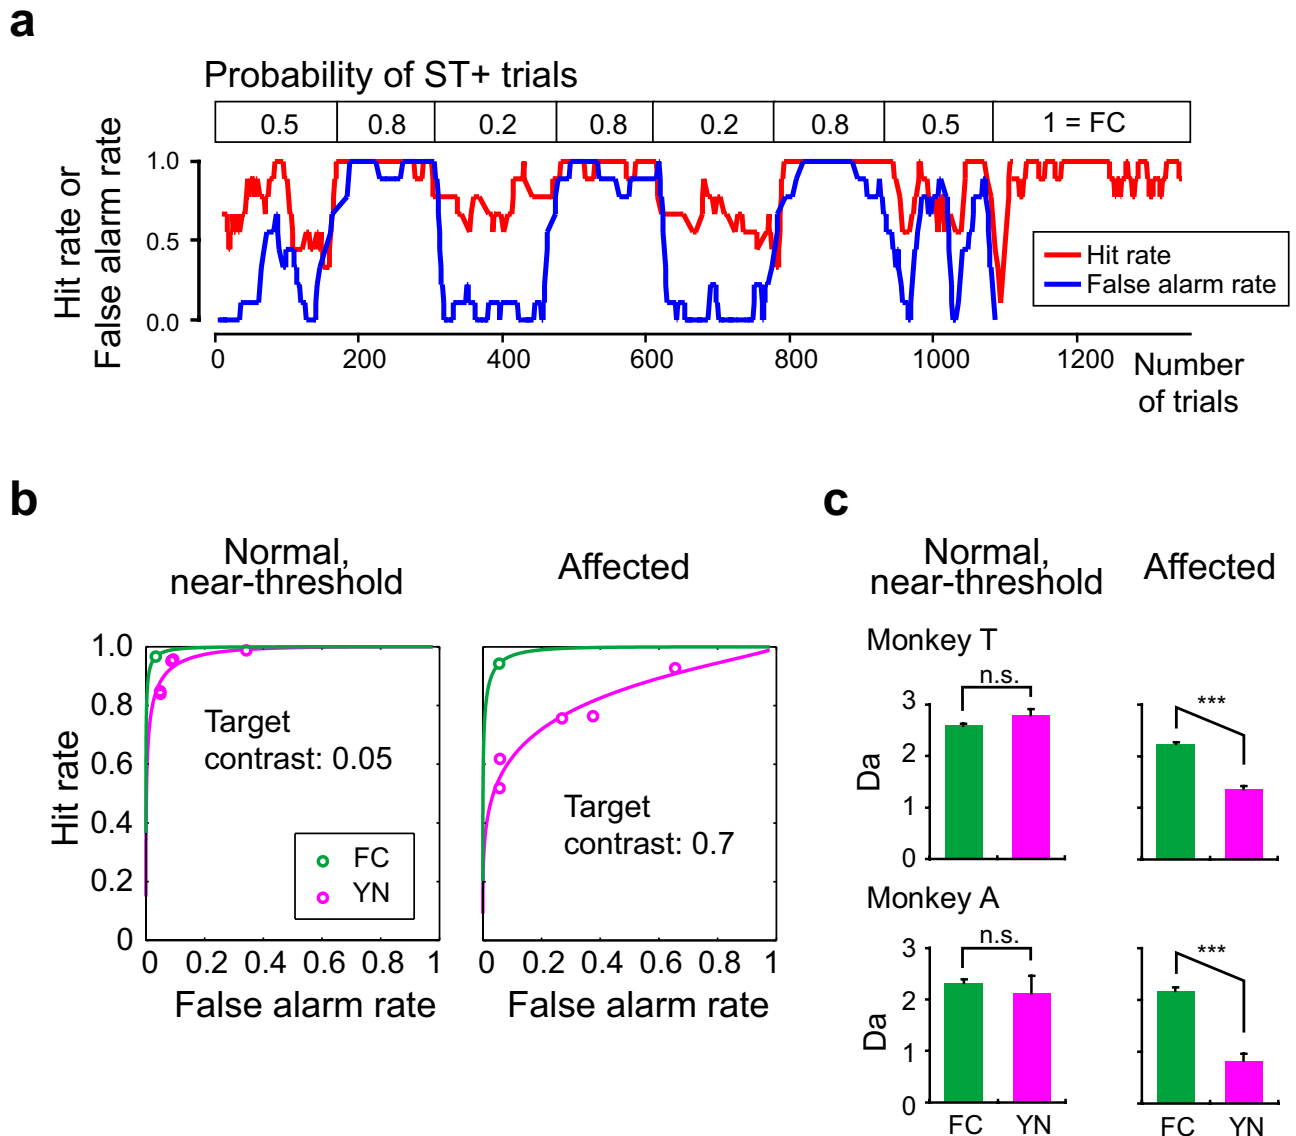 a
Probability of ST+ trials
0.5 0.8 0.2 0.8 0.2 0.8 0.5 1 = FC
Hit rate or
False alarm rate
1.0
0.5
0.0
Hit rate
False alarm rate
0 200 400 600 800 1000 1200
Number
of trials
b
Normal,
near-threshold
Affected
Hit rate
1.0
0.8
0.6
0.4
0.2
0
Target
contrast: 0.05
FC
YN
Target
contrast: 0.7
0 0.2 0.4 0.6 0.8 1
0 0.2 0.4 0.6 0.8 1
False alarm rate
False alarm rate
c
Normal,
near-threshold
Affected
Monkey T
n.s.
***
Da
3
2
1
0
Monkey A
n.s.
***
Da
3
2
1
0
FC YN
FC YN